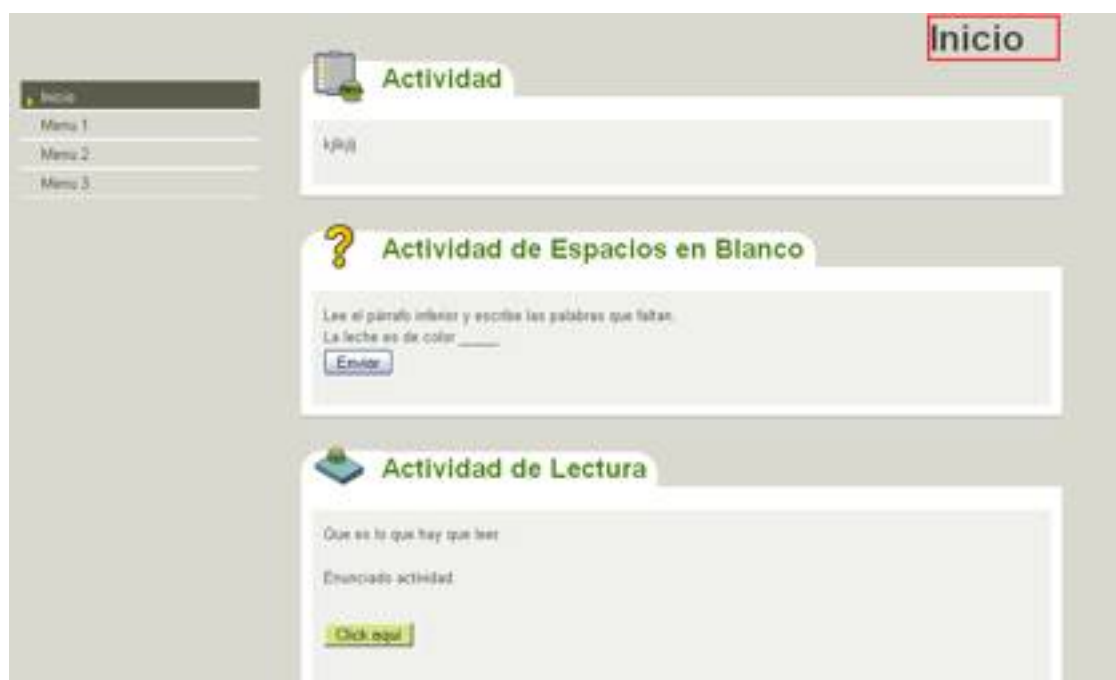 Inicio
Inicio
Menu 1
Menu 2
Menu 3
Actividad
Actividad de Espacios en Blanco
Lee el párrafo inferior y escribe las palabras que faltan.
La leche es de color _____
Enviar
Actividad de Lectura
Que es lo que hay que leer
Enunciado actividad
Click aquí